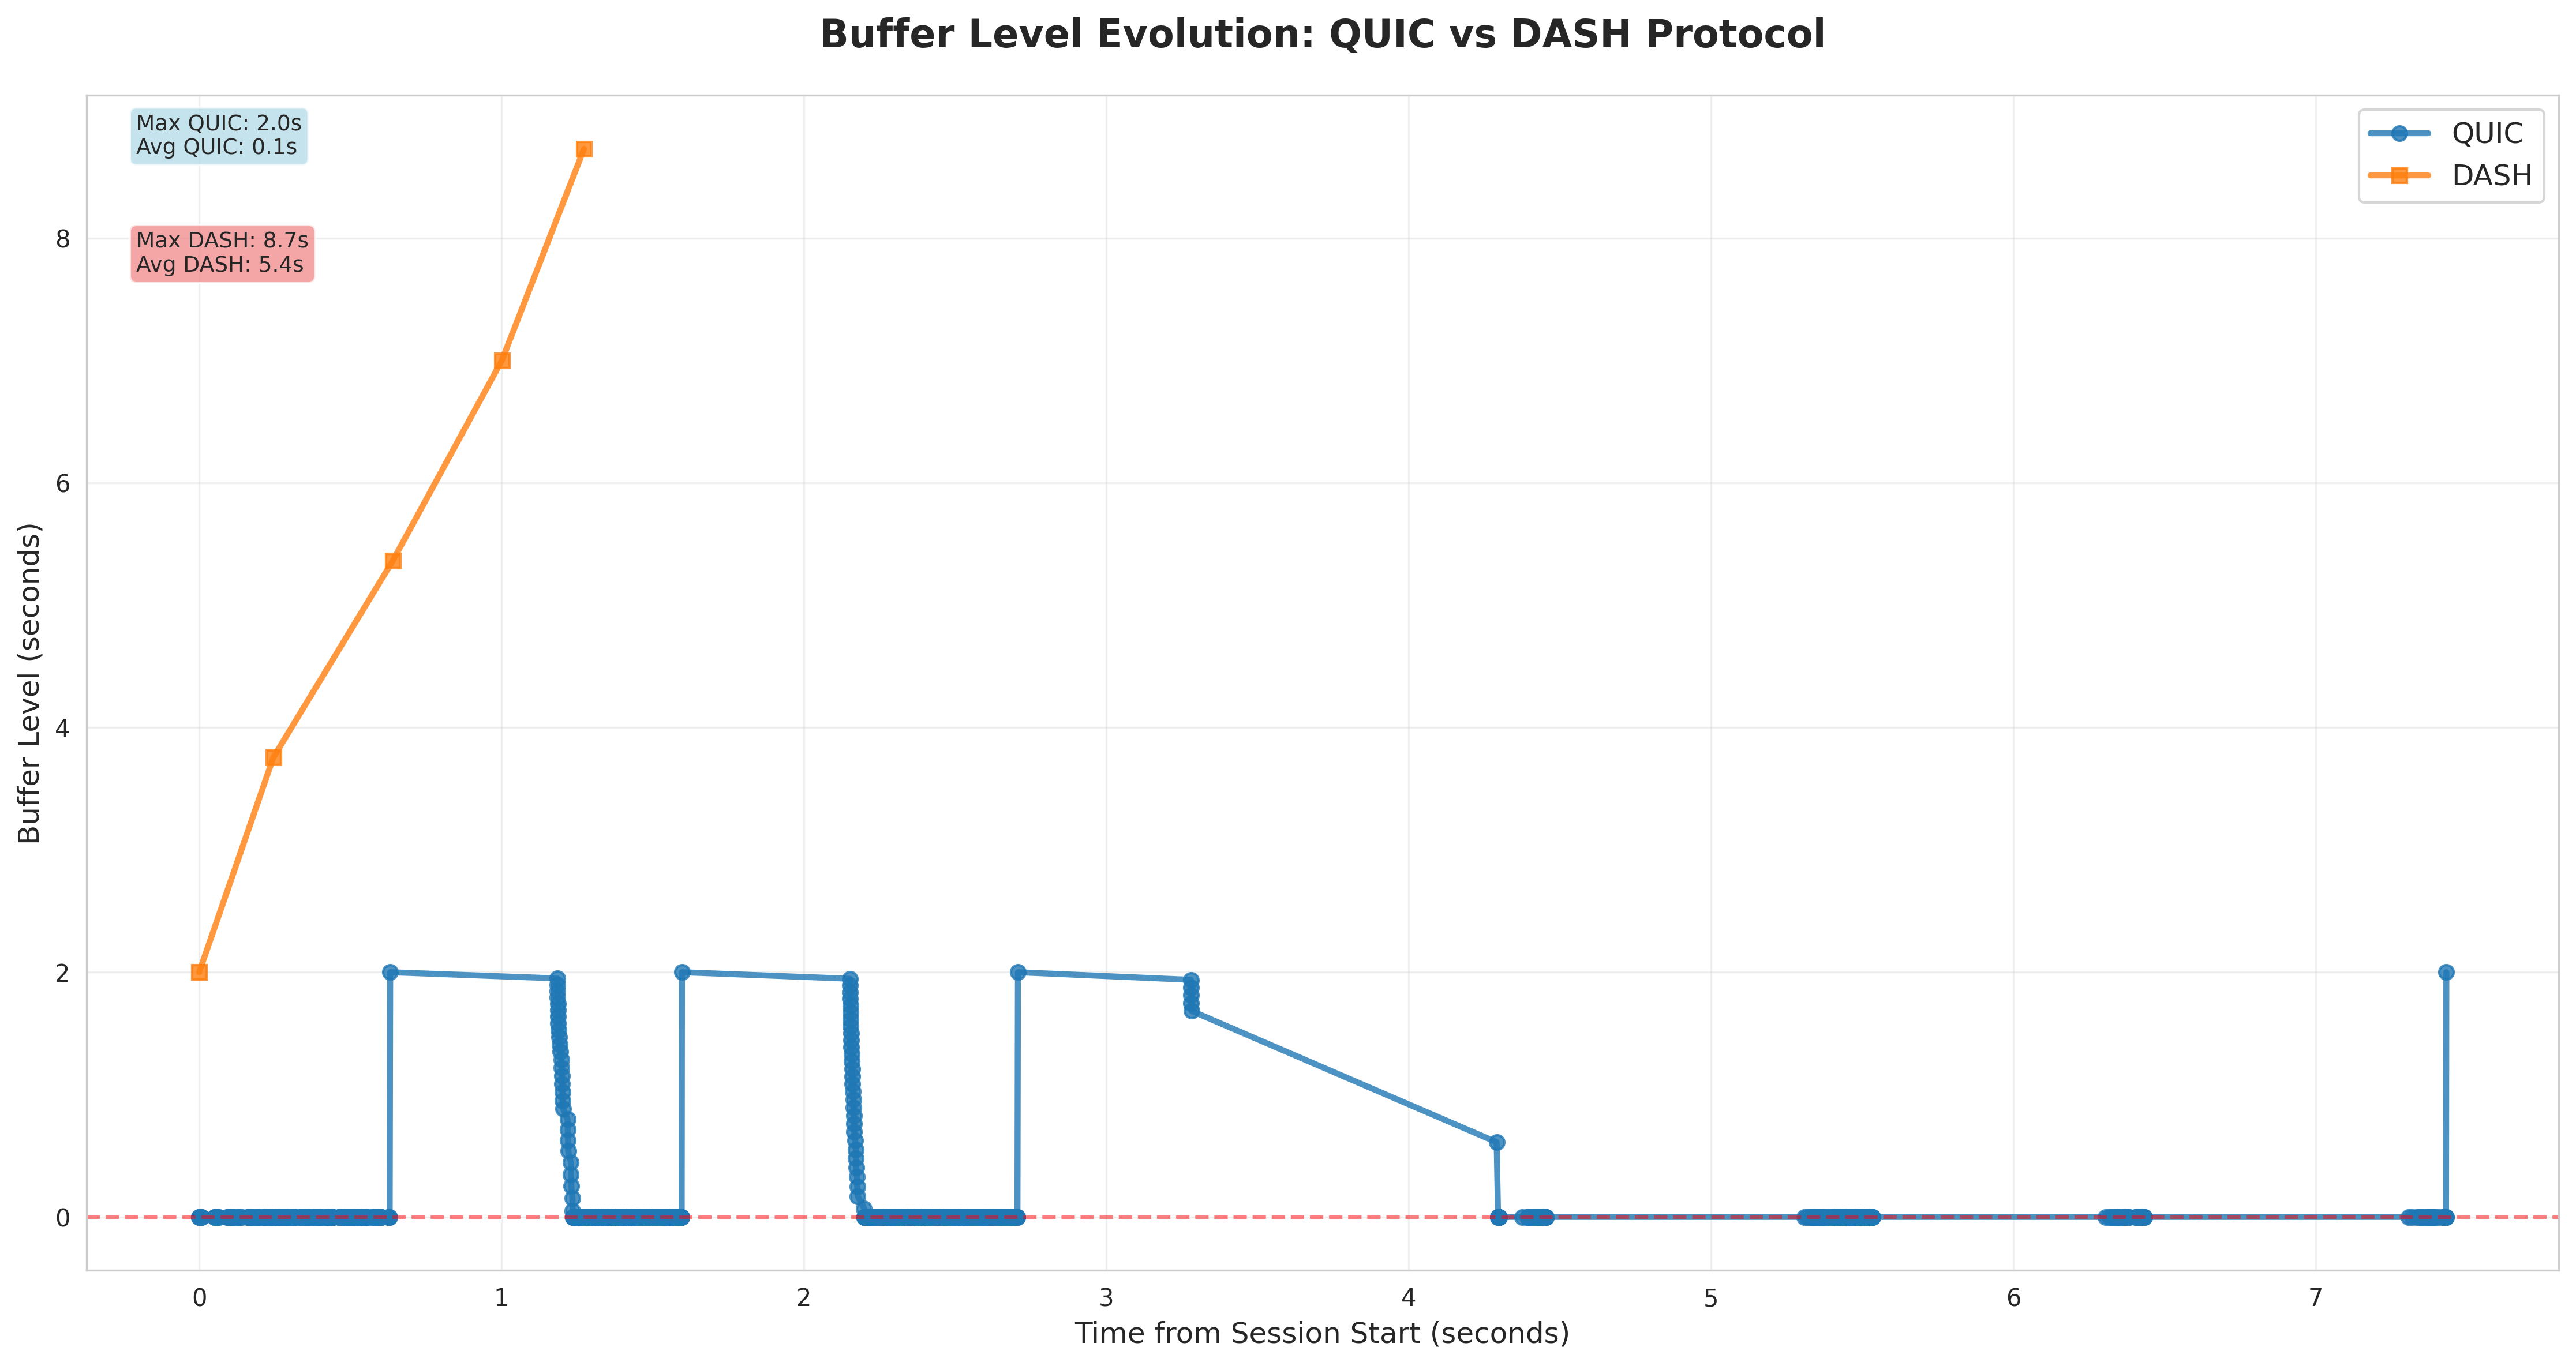 Buffer Level Evolution: QUIC vs DASH Protocol
Max QUIC: 2.0s
Avg QUIC: 0.1s
Max DASH: 8.7s
Avg DASH: 5.4s
QUIC
DASH
Buffer Level (seconds)
8
6
4
2
0
0 1 2 3 4 5 6 7
Time from Session Start (seconds)